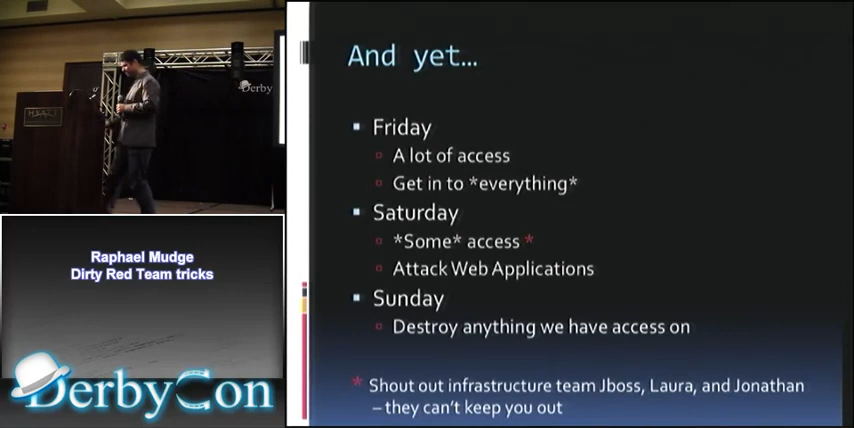 HYATT
Derby
Raphael Mudge
Dirty Red Team tricks
DerbyCon
And yet…
Friday
A lot of access
Get in to *everything*
Saturday
*Some* access *
Attack Web Applications
Sunday
Destroy anything we have access on
* Shout out infrastructure team Jboss, Laura, and Jonathan
– they can't keep you out